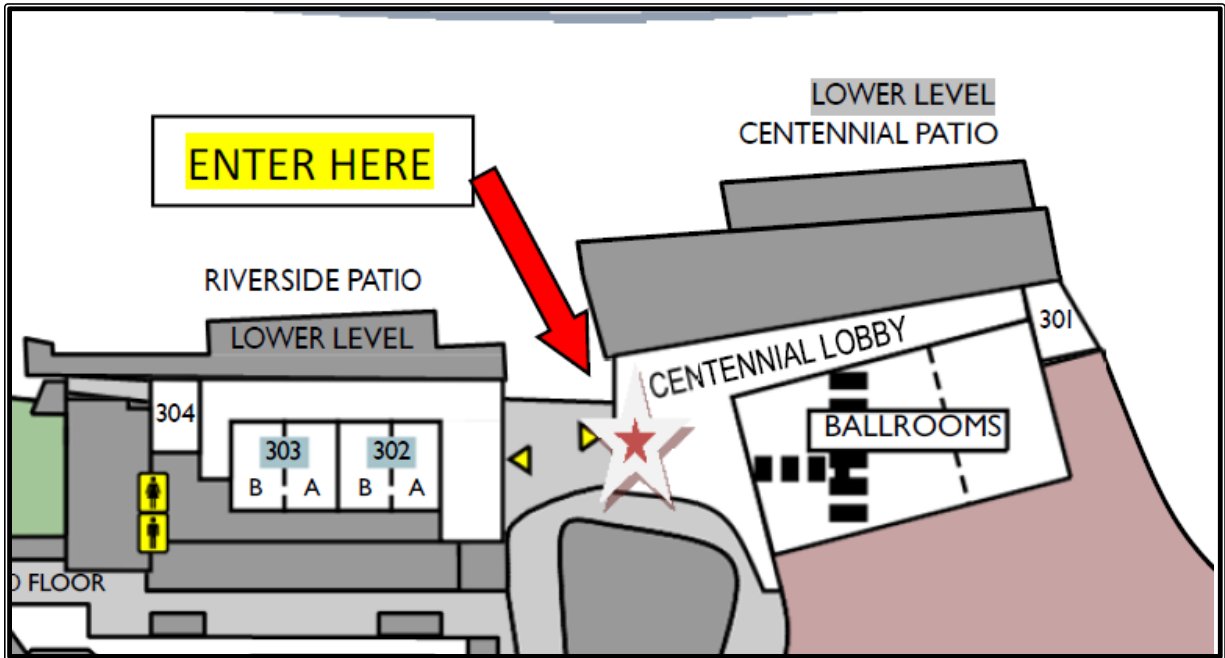 LOWER LEVEL
CENTENNIAL PATIO
ENTER HERE
RIVERSIDE PATIO
LOWER LEVEL
301
CENTENNIAL LOBBY
BALLROOMS
304
303
302
B
A
B
A
FLOOR